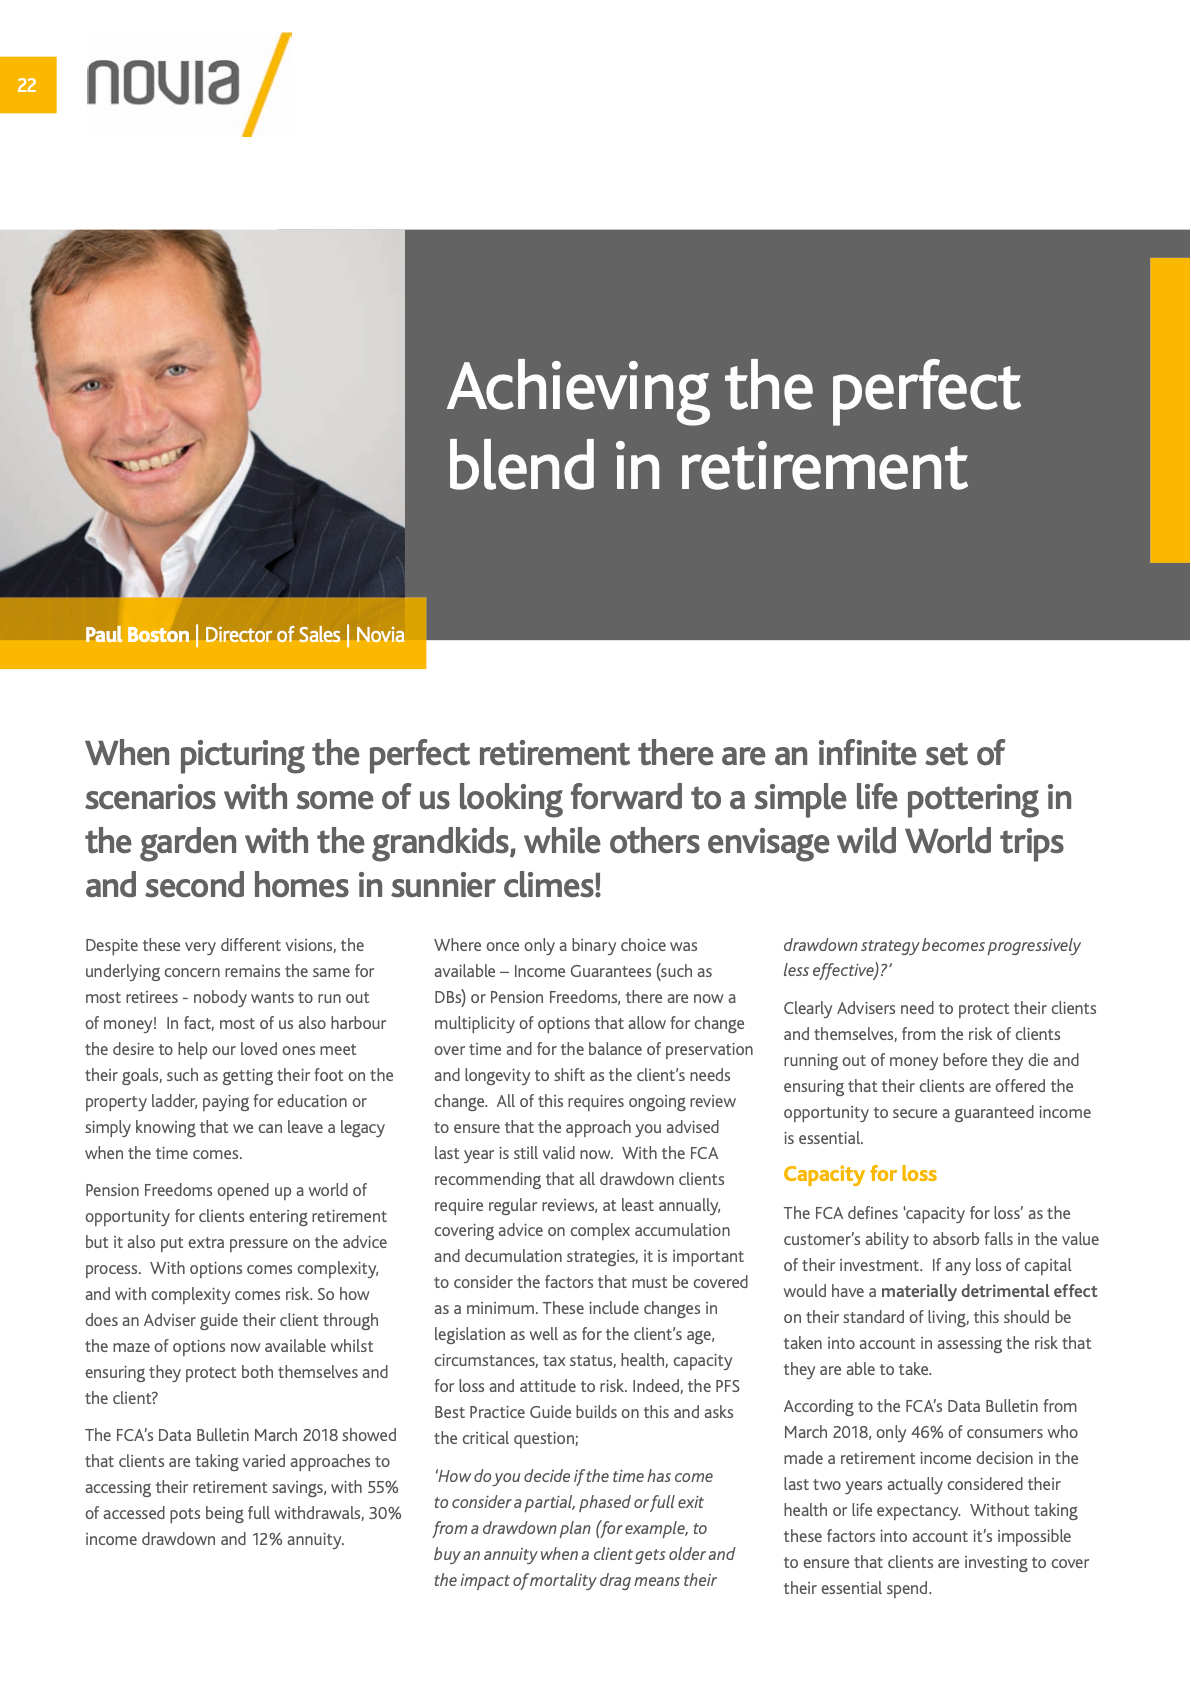 22
novia
Achieving the perfect
blend in retirement
Paul Boston | Director of Sales | Novia
When picturing the perfect retirement there are an infinite set of
scenarios with some of us looking forward to a simple life pottering in
the garden with the grandkids, while others envisage wild World trips
and second homes in sunnier climes!
Despite these very different visions, the
underlying concern remains the same for
most retirees - nobody wants to run out
of money!  In fact, most of us also harbour
the desire to help our loved ones meet
their goals, such as getting their foot on the
property ladder, paying for education or
simply knowing that we can leave a legacy
when the time comes.
Pension Freedoms opened up a world of
opportunity for clients entering retirement
but it also put extra pressure on the advice
process.  With options comes complexity,
and with complexity comes risk. So how
does an Adviser guide their client through
the maze of options now available whilst
ensuring they protect both themselves and
the client?
The FCA's Data Bulletin March 2018 showed
that clients are taking varied approaches to
accessing their retirement savings, with 55%
of accessed pots being full withdrawals, 30%
income drawdown and 12% annuity.
Where once only a binary choice was
available – Income Guarantees (such as
DBs) or Pension Freedoms, there are now a
multiplicity of options that allow for change
over time and for the balance of preservation
and longevity to shift as the client's needs
change.  All of this requires ongoing review
to ensure that the approach you advised
last year is still valid now.  With the FCA
recommending that all drawdown clients
require regular reviews, at least annually,
covering advice on complex accumulation
and decumulation strategies, it is important
to consider the factors that must be covered
as a minimum. These include changes in
legislation as well as for the client's age,
circumstances, tax status, health, capacity
for loss and attitude to risk. Indeed, the PFS
Best Practice Guide builds on this and asks
the critical question;
'How do you decide if the time has come
to consider a partial, phased or full exit
from a drawdown plan (for example, to
buy an annuity when a client gets older and
the impact of mortality drag means their
drawdown strategy becomes progressively
less effective)?'
Clearly Advisers need to protect their clients
and themselves, from the risk of clients
running out of money before they die and
ensuring that their clients are offered the
opportunity to secure a guaranteed income
is essential.
Capacity for loss
The FCA defines 'capacity for loss' as the
customer's ability to absorb falls in the value
of their investment.  If any loss of capital
would have a materially detrimental effect
on their standard of living, this should be
taken into account in assessing the risk that
they are able to take.
According to the FCA's Data Bulletin from
March 2018, only 46% of consumers who
made a retirement income decision in the
last two years actually considered their
health or life expectancy.  Without taking
these factors into account it's impossible
to ensure that clients are investing to cover
their essential spend.